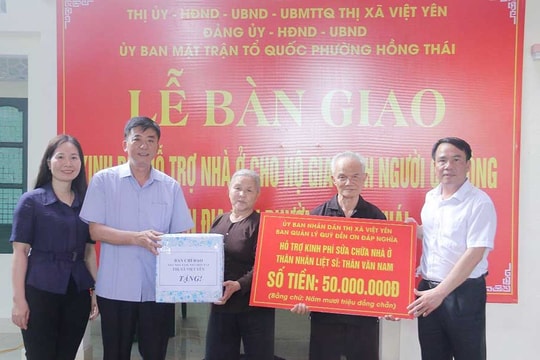 THỊ ỦY - HĐND - UBND - UBMTTQ THỊ XÃ VIỆT YÊN
ĐẢNG ỦY - HĐND - UBND
ỦY BAN MẶT TRẬN TỔ QUỐC PHƯỜNG HỒNG THÁI
LỄ BÀN GIAO
HỖ TRỢ NHÀ Ở CHO HỘ NGƯỜI
BAN CHỈ ĐẠO
THỊ XÃ VIỆT YÊN
TẶNG!
ỦY BAN NHÂN DÂN THỊ XÃ VIỆT YÊN
BAN QUẢN LÝ QUỸ ĐỀN ƠN ĐÁP NGHĨA
HỖ TRỢ KINH PHÍ SỬA CHỮA NHÀ Ở
THÂN NHÂN LIỆT SĨ: THÂN VĂN NAM
SỐ TIỀN: 50.000.000Đ
(Bằng chữ: Năm mươi triệu đồng chẵn)